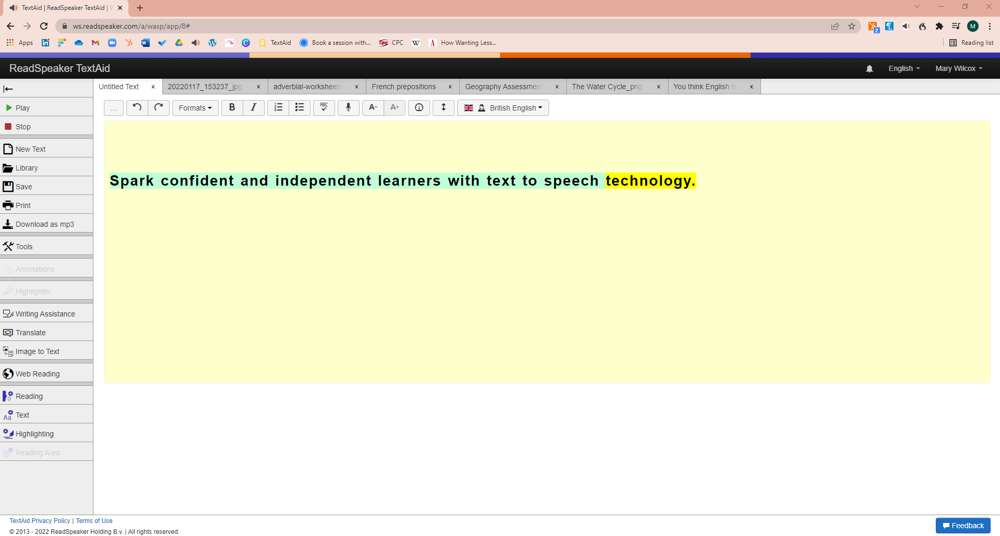 TextAid | ReadSpeaker TextAid |
ws.readspeaker.com/a/wasp/app/8#
2
M
Apps
TextAid
Book a session with...
CPC
W
A
How Wanting Less...
Reading list
ReadSpeaker TextAid
English
Mary Wilcox
Untitled Text x
20220117_153237_jpg x
adverbial-worksheets x
French prepositions x
Geography Assessment x
The Water Cycle_png x
You think English Is x
Play
... Formats B I ABC A- A+ British English
Stop
New Text
Library
Spark confident and independent learners with text to speech technology.
Save
Print
Download as mp3
Tools
Annotations
Highlighter
Writing Assistance
Translate
Image to Text
Web Reading
Reading
Aa Text
Highlighting
Reading Area
TextAid Privacy Policy | Terms of Use
© 2013 - 2022 ReadSpeaker Holding B.v. | All rights reserved.
Feedback